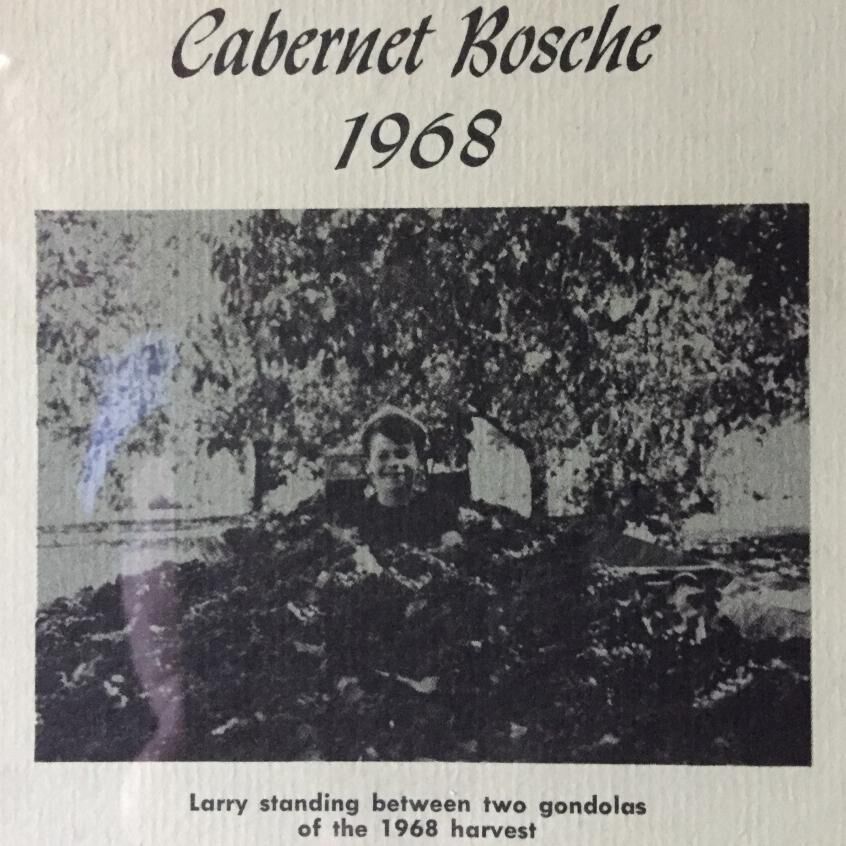 Cabernet Bosche
1968
Larry standing between two gondolas
of the 1968 harvest